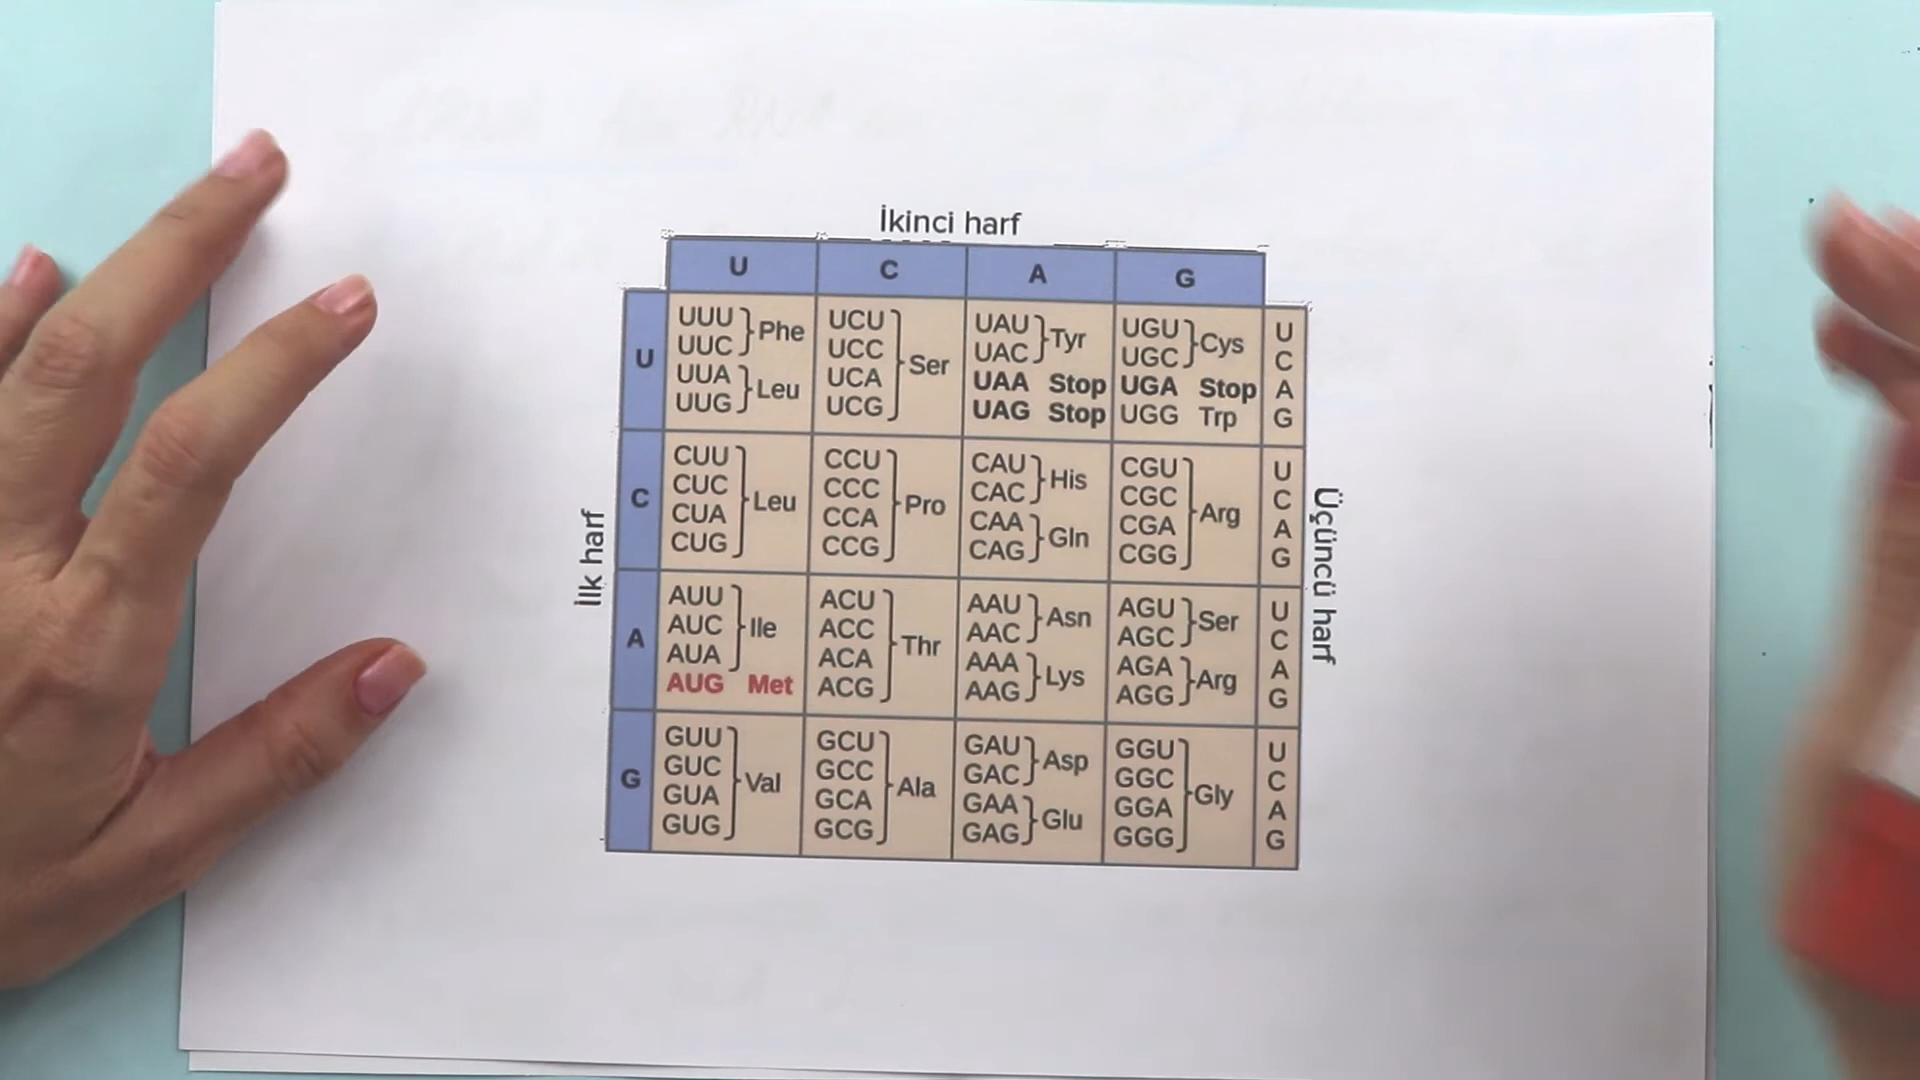 İkinci harf
U C A G
İlk harf
U
UUU
UUC
Phe
UUA
UUG
Leu
UCU
UCC
UCA
UCG
Ser
UAU
UAC
Tyr
UAA Stop
UAG Stop
UGU
UGC
Cys
UGA Stop
UGG Trp
U
C
A
G
C
CUU
CUC
CUA
CUG
Leu
CCU
CCC
CCA
CCG
Pro
CAU
CAC
His
CAA
CAG
Gln
CGU
CGC
CGA
CGG
Arg
U
C
A
G
A
AUU
AUC
AUA
Ile
AUG Met
ACU
ACC
ACA
ACG
Thr
AAU
AAC
Asn
AAA
AAG
Lys
AGU
AGC
Ser
AGA
AGG
Arg
U
C
A
G
G
GUU
GUC
GUA
GUG
Val
GCU
GCC
GCA
GCG
Ala
GAU
GAC
Asp
GAA
GAG
Glu
GGU
GGC
GGA
GGG
Gly
U
C
A
G
Üçüncü harf